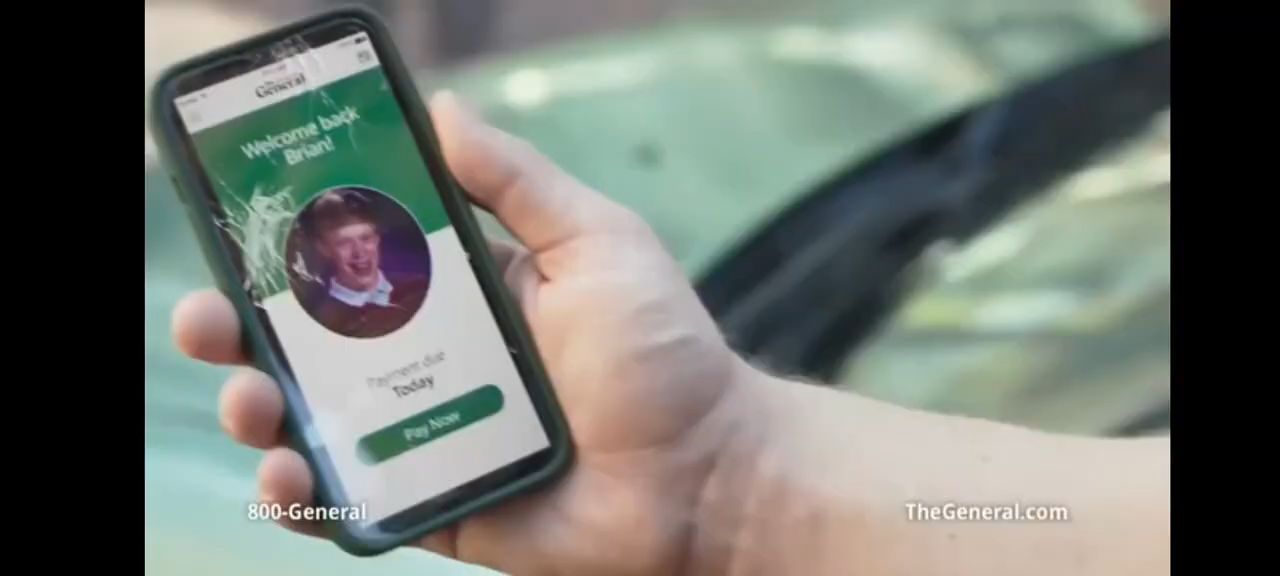 The
General
Welcome back
Brian!
Payment due
Today
Pay Now
800-General
TheGeneral.com